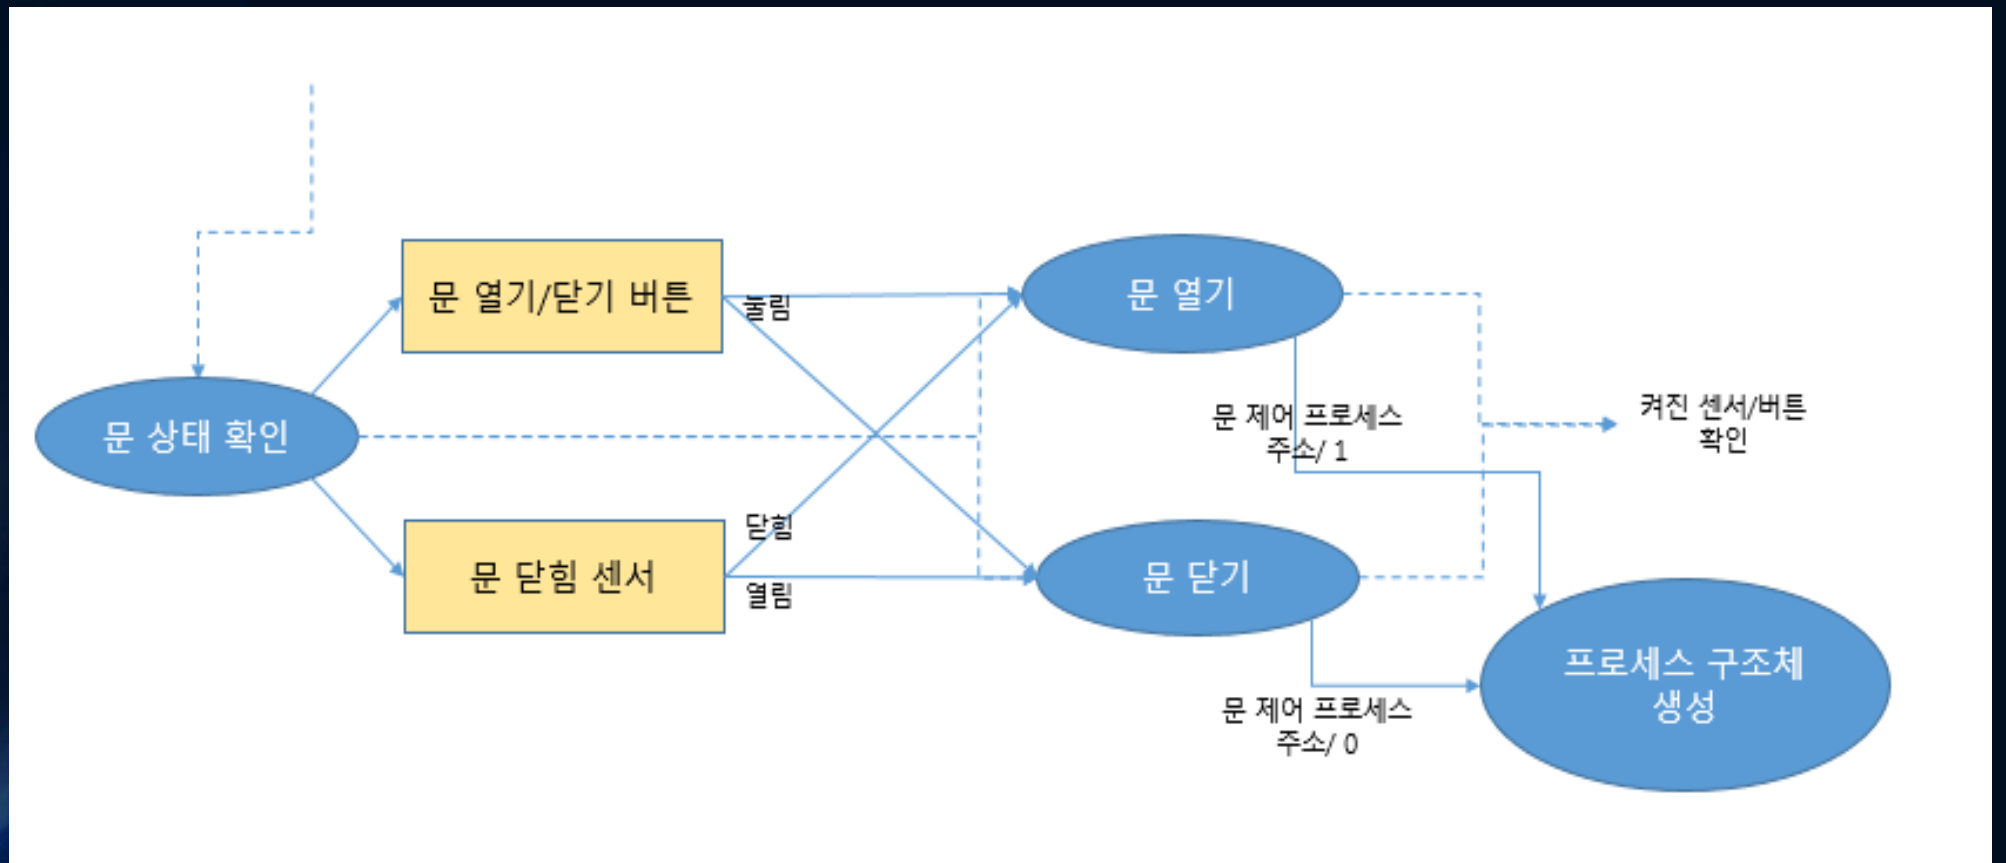 문 열기/닫기 버튼
눌림
문 열기
문 상태 확인
문 제어 프로세스
주소/ 1
켜진 센서/버튼
확인
닫힘
문 닫힘 센서
열림
문 닫기
프로세스 구조체
생성
문 제어 프로세스
주소/ 0